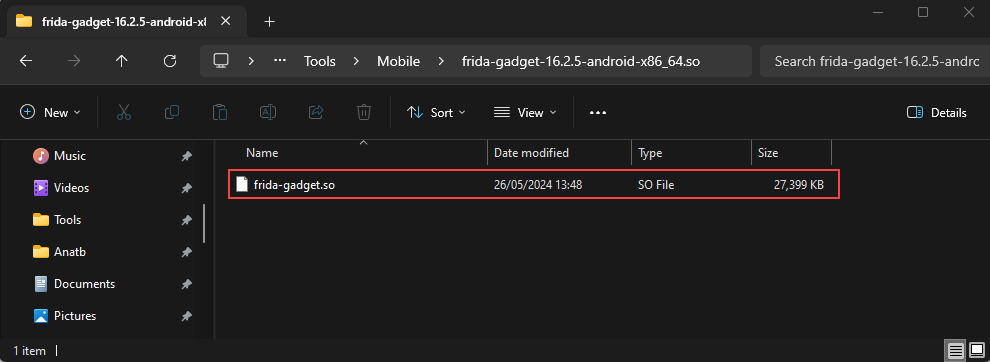 frida-gadget-16.2.5-android-x8
Tools
Mobile
frida-gadget-16.2.5-android-x86_64.so
Search frida-gadget-16.2.5-andrc
New
Sort
View
Details
Name
Date modified
Type
Size
Music
Videos
Tools
Anatb
Documents
Pictures
frida-gadget.so
26/05/2024 13:48
SO File
27,399 KB
1 item